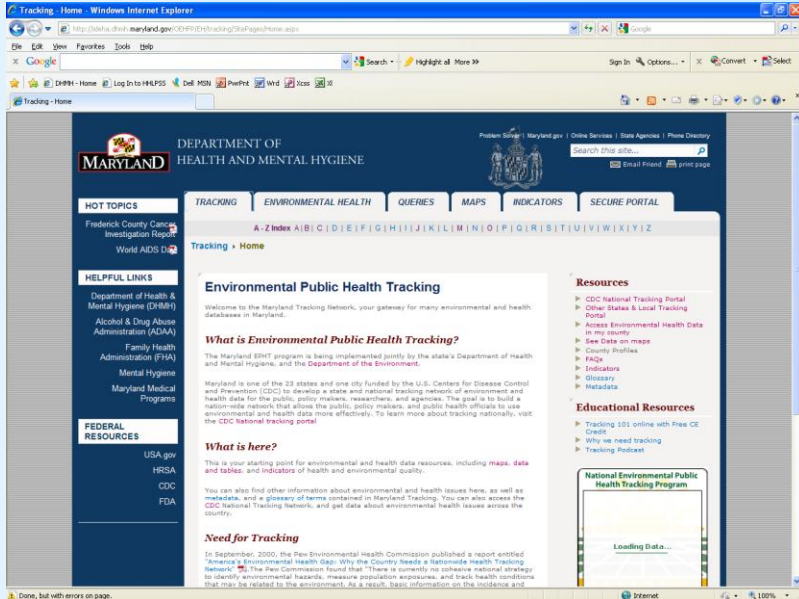 Tracking - Home - Windows Internet Explorer
Google
File Edit View Favorites Tools Help
x Google
Search
Highlight all More >>
Sign In Options...
x Convert Select
DHMH - Home Log In to HHLPSS Dell MSN PwrPnt Wrd Xcss Xl
Tracking - Home
MARYLAND
DEPARTMENT OF
HEALTH AND MENTAL HYGIENE
Problem Solver | Maryland.gov | Online Services | State Agencies | Phone Directory
Search this site...
Email Friend print page
TRACKING ENVIRONMENTAL HEALTH QUERIES MAPS INDICATORS SECURE PORTAL
A - Z Index A|B|C|D|E|F|G|H|I|J|K|L|M|N|O|P|Q|R|S|T|U|V|W|X|Y|Z
Tracking › Home
HOT TOPICS
Frederick County Cancer
Investigation Report
World AIDS Day
HELPFUL LINKS
Department of Health &
Mental Hygiene (DHMH)
Alcohol & Drug Abuse
Administration (ADAA)
Family Health
Administration (FHA)
Mental Hygiene
Maryland Medical
Programs
FEDERAL
RESOURCES
USA.gov
HRSA
CDC
FDA
Environmental Public Health Tracking
Welcome to the Maryland Tracking Network, your gateway for many environmental and health
databases in Maryland.
What is Environmental Public Health Tracking?
The Maryland EPHT program is being implemented jointly by the state's Department of Health
and Mental Hygiene, and the Department of the Environment.
Maryland is one of the 23 states and one city funded by the U.S. Centers for Disease Control
and Prevention (CDC) to develop a state and national tracking network of environment and
health data for the public, policy makers, researchers, and agencies. The goal is to build a
nation-wide network that allows the public, policy makers, and public health officials to use
environmental and health data more effectively. To learn more about tracking nationally, visit
the CDC National tracking portal
What is here?
This is your starting point for environmental and health data resources, including maps, data
and tables, and indicators of health and environmental quality.
You can also find other information about environmental and health issues here, as well as
metadata, and a glossary of terms contained in Maryland Tracking. You can also access the
CDC National Tracking Network, and get data about environmental health issues across the
country.
Need for Tracking
In September, 2000, the Pew Environmental Health Commission published a report entitled
"America's Environmental Health Gap: Why the Country Needs a Nationwide Health Tracking
Network" .The Pew Commission found that "There is currently no cohesive national strategy
to identify environmental hazards, measure population exposures, and track health conditions
that may be related to the environment. As a result, basic information on the incidence and
Resources
CDC National Tracking Portal
Other States & Local Tracking
Portal
Access Environmental Health Data
in my county
See Data on maps
County Profiles
FAQs
Indicators
Glossary
Metadata
Educational Resources
Tracking 101 online with Free CE
Credit
Why we need tracking
Tracking Podcast
National Environmental Public
Health Tracking Program
Loading Data...
Done, but with errors on page.
Internet
100%